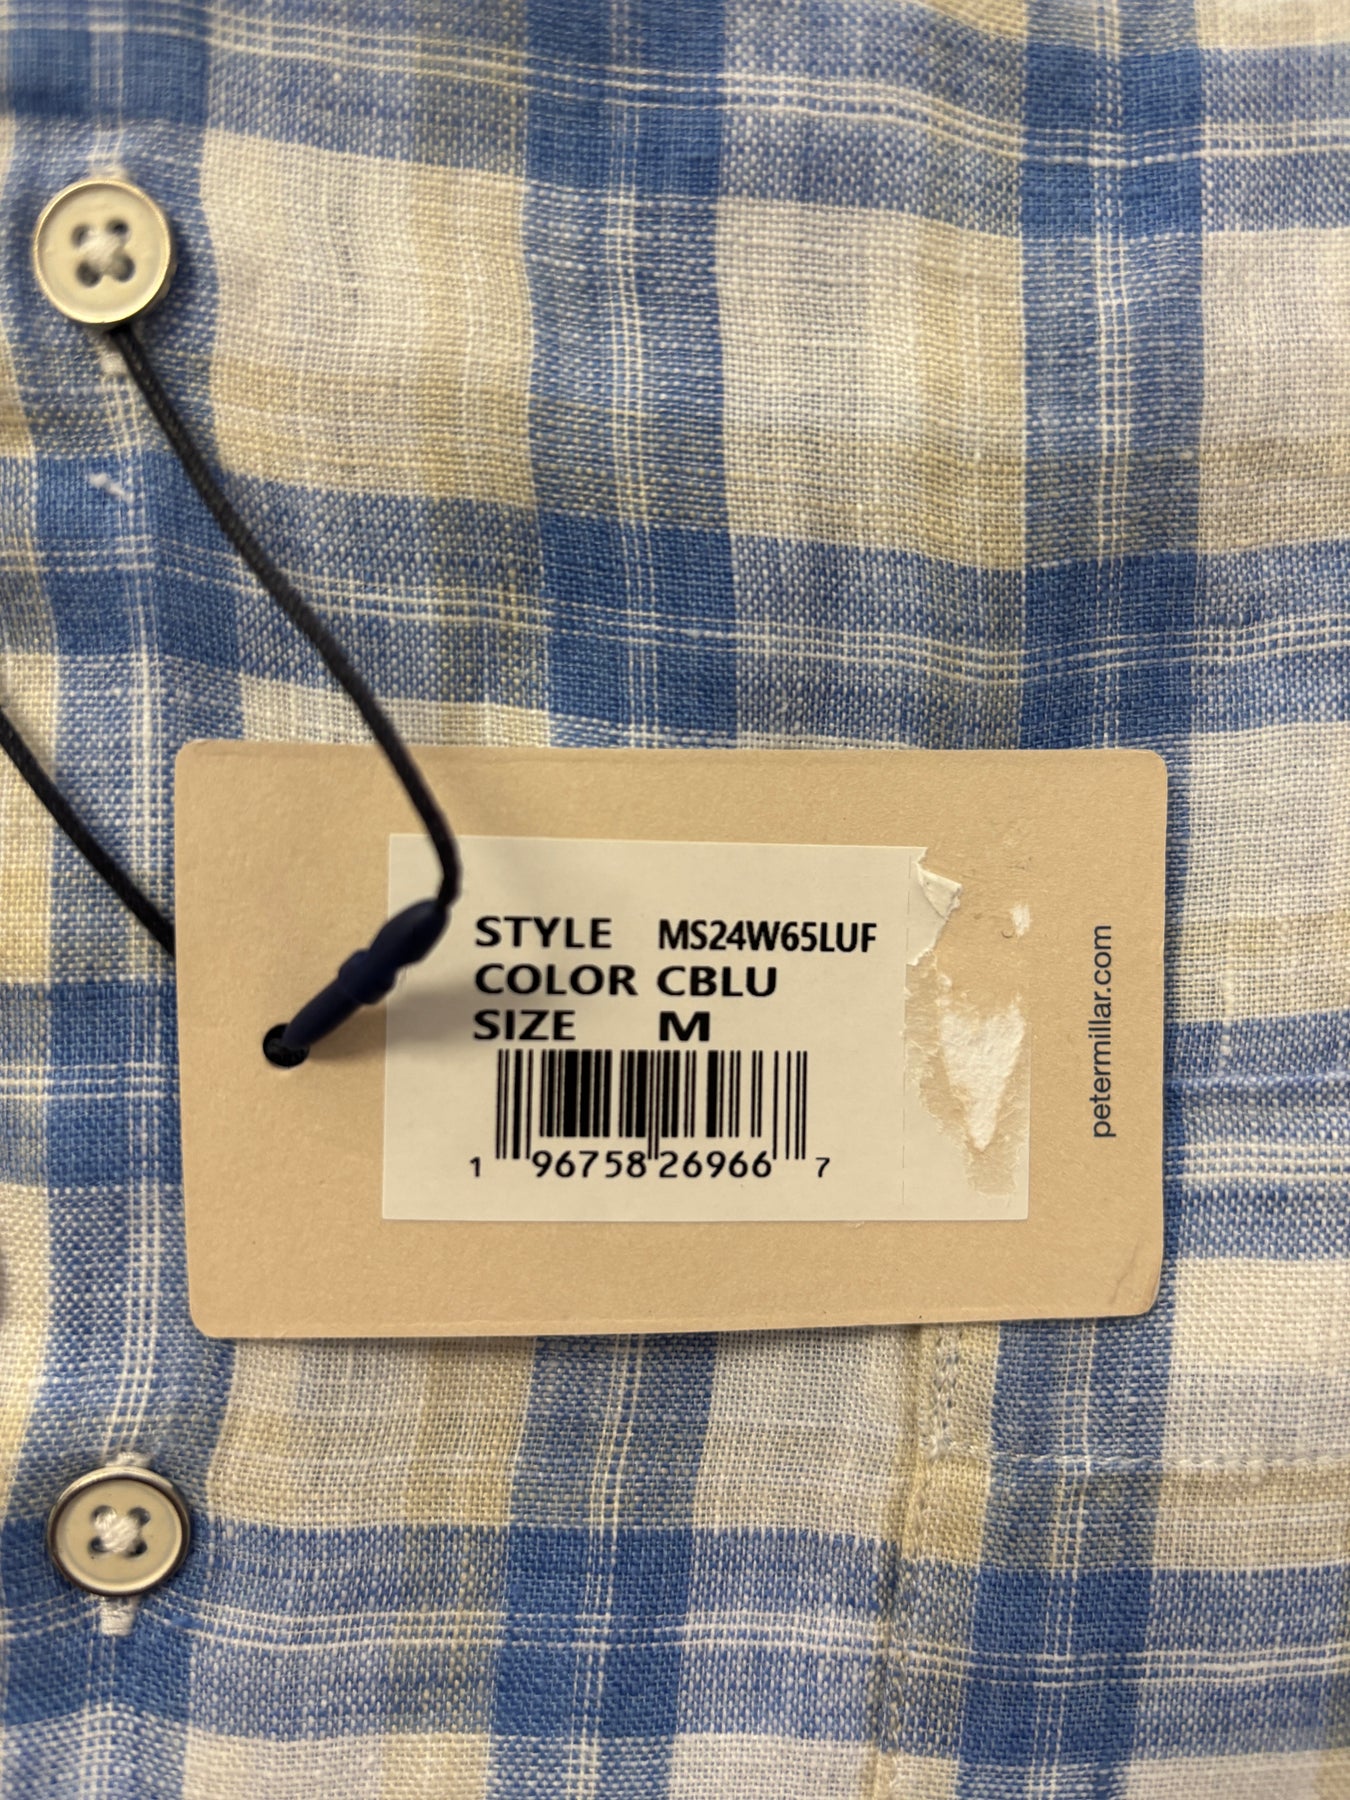 STYLE MS24W65LUF
COLOR CBLU
SIZE M
1 96758 26966 7
petermillar.com